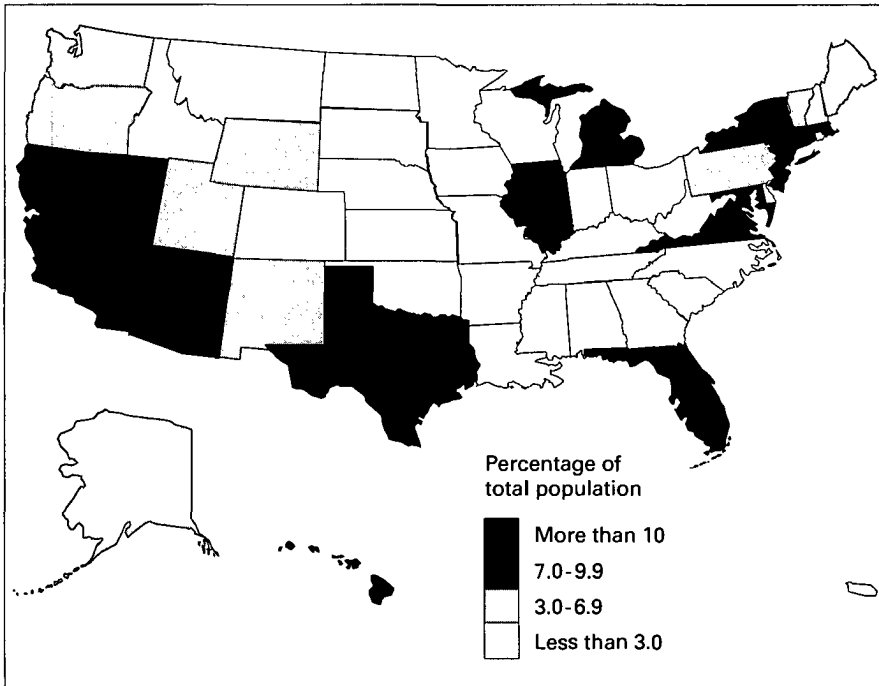 Percentage of
total population
More than 10
7.0-9.9
3.0-6.9
Less than 3.0